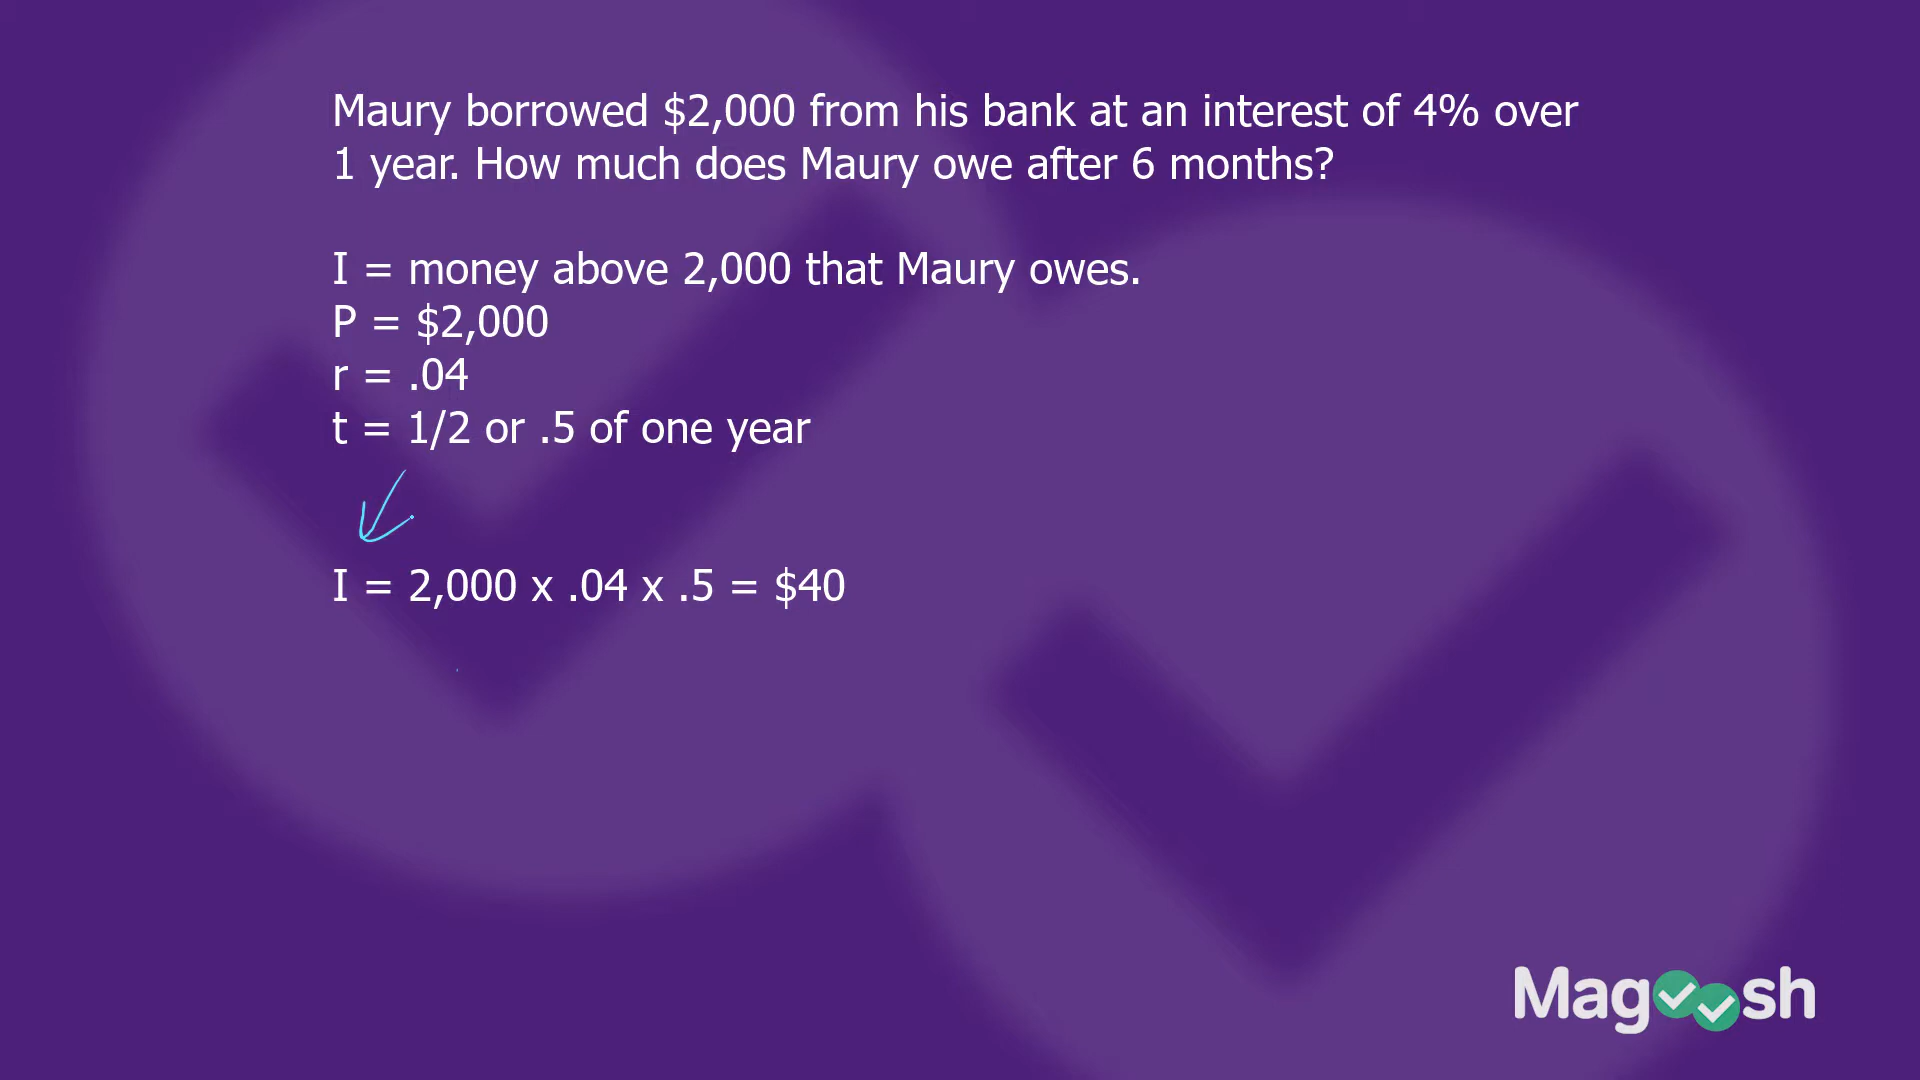 Maury borrowed $2,000 from his bank at an interest of 4% over
1 year. How much does Maury owe after 6 months?
I = money above 2,000 that Maury owes.
P = $2,000
r = .04
t = 1/2 or .5 of one year
I = 2,000 x .04 x .5 = $40
Magoosh